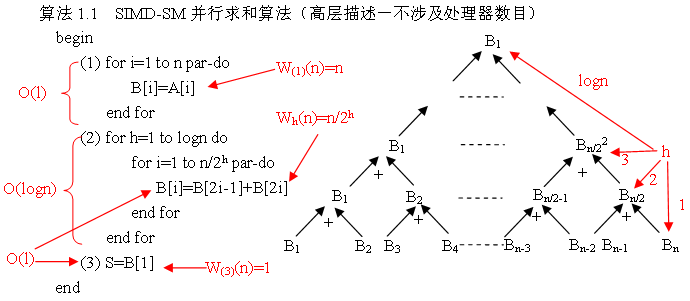 算法1.1 SIMD-SM 并行求和算法（高层描述—不涉及处理器数目）
begin
(1) for i=1 to n par-do
B[i]=A[i]
end for
O(1)
W(1)(n)=n
(2) for h=1 to logn do
for i=1 to n/2^h par-do
B[i]=B[2i-1]+B[2i]
end for
end for
O(logn)
Wh(n)=n/2^h
O(1)
(3) S=B[1]
W(3)(n)=1
end
B1
logn
B1 Bn/2^2 h
+ + 3 2
B1 B2 Bn/2-1 Bn/2 1
+ + + +
B1 B2 B3 B4 Bn-3 Bn-2 Bn-1 Bn